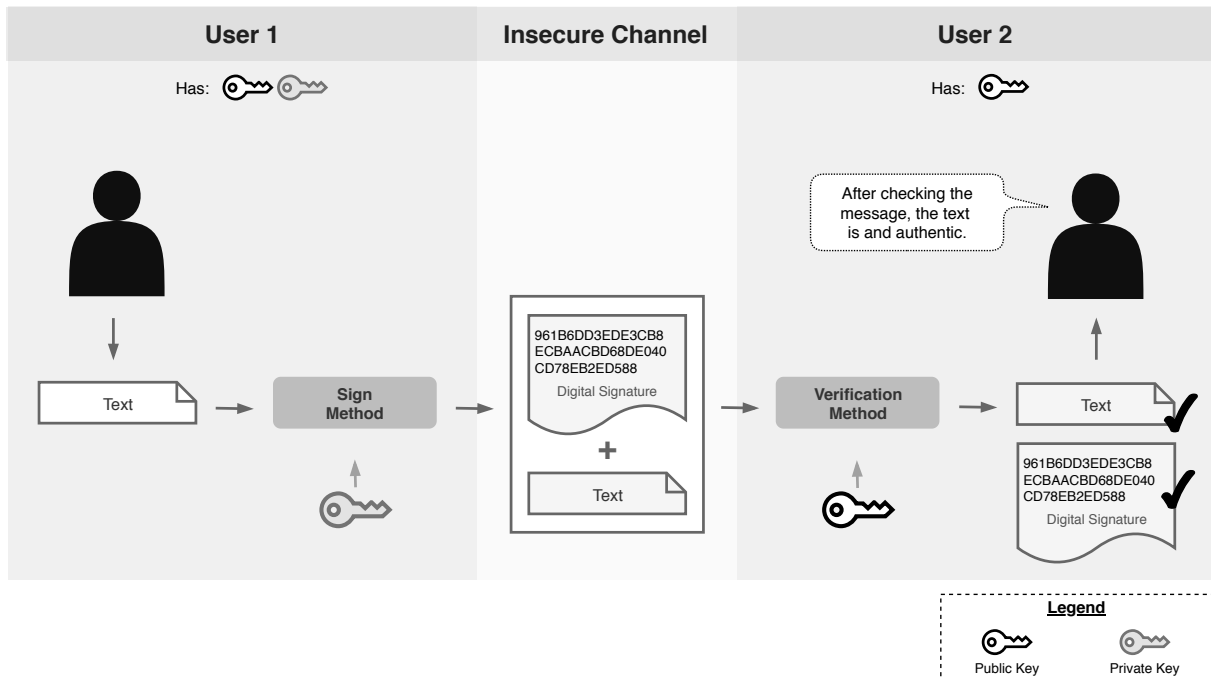 User 1
Insecure Channel
User 2
Has:
Has:
After checking the
message, the text
is and authentic.
961B6DD3EDE3CB8
ECBAACBD68DE040
CD78EB2ED588
Digital Signature
+
Text
Text
Sign
Method
Verification
Method
Text
961B6DD3EDE3CB8
ECBAACBD68DE040
CD78EB2ED588
Digital Signature
Legend
Public Key
Private Key